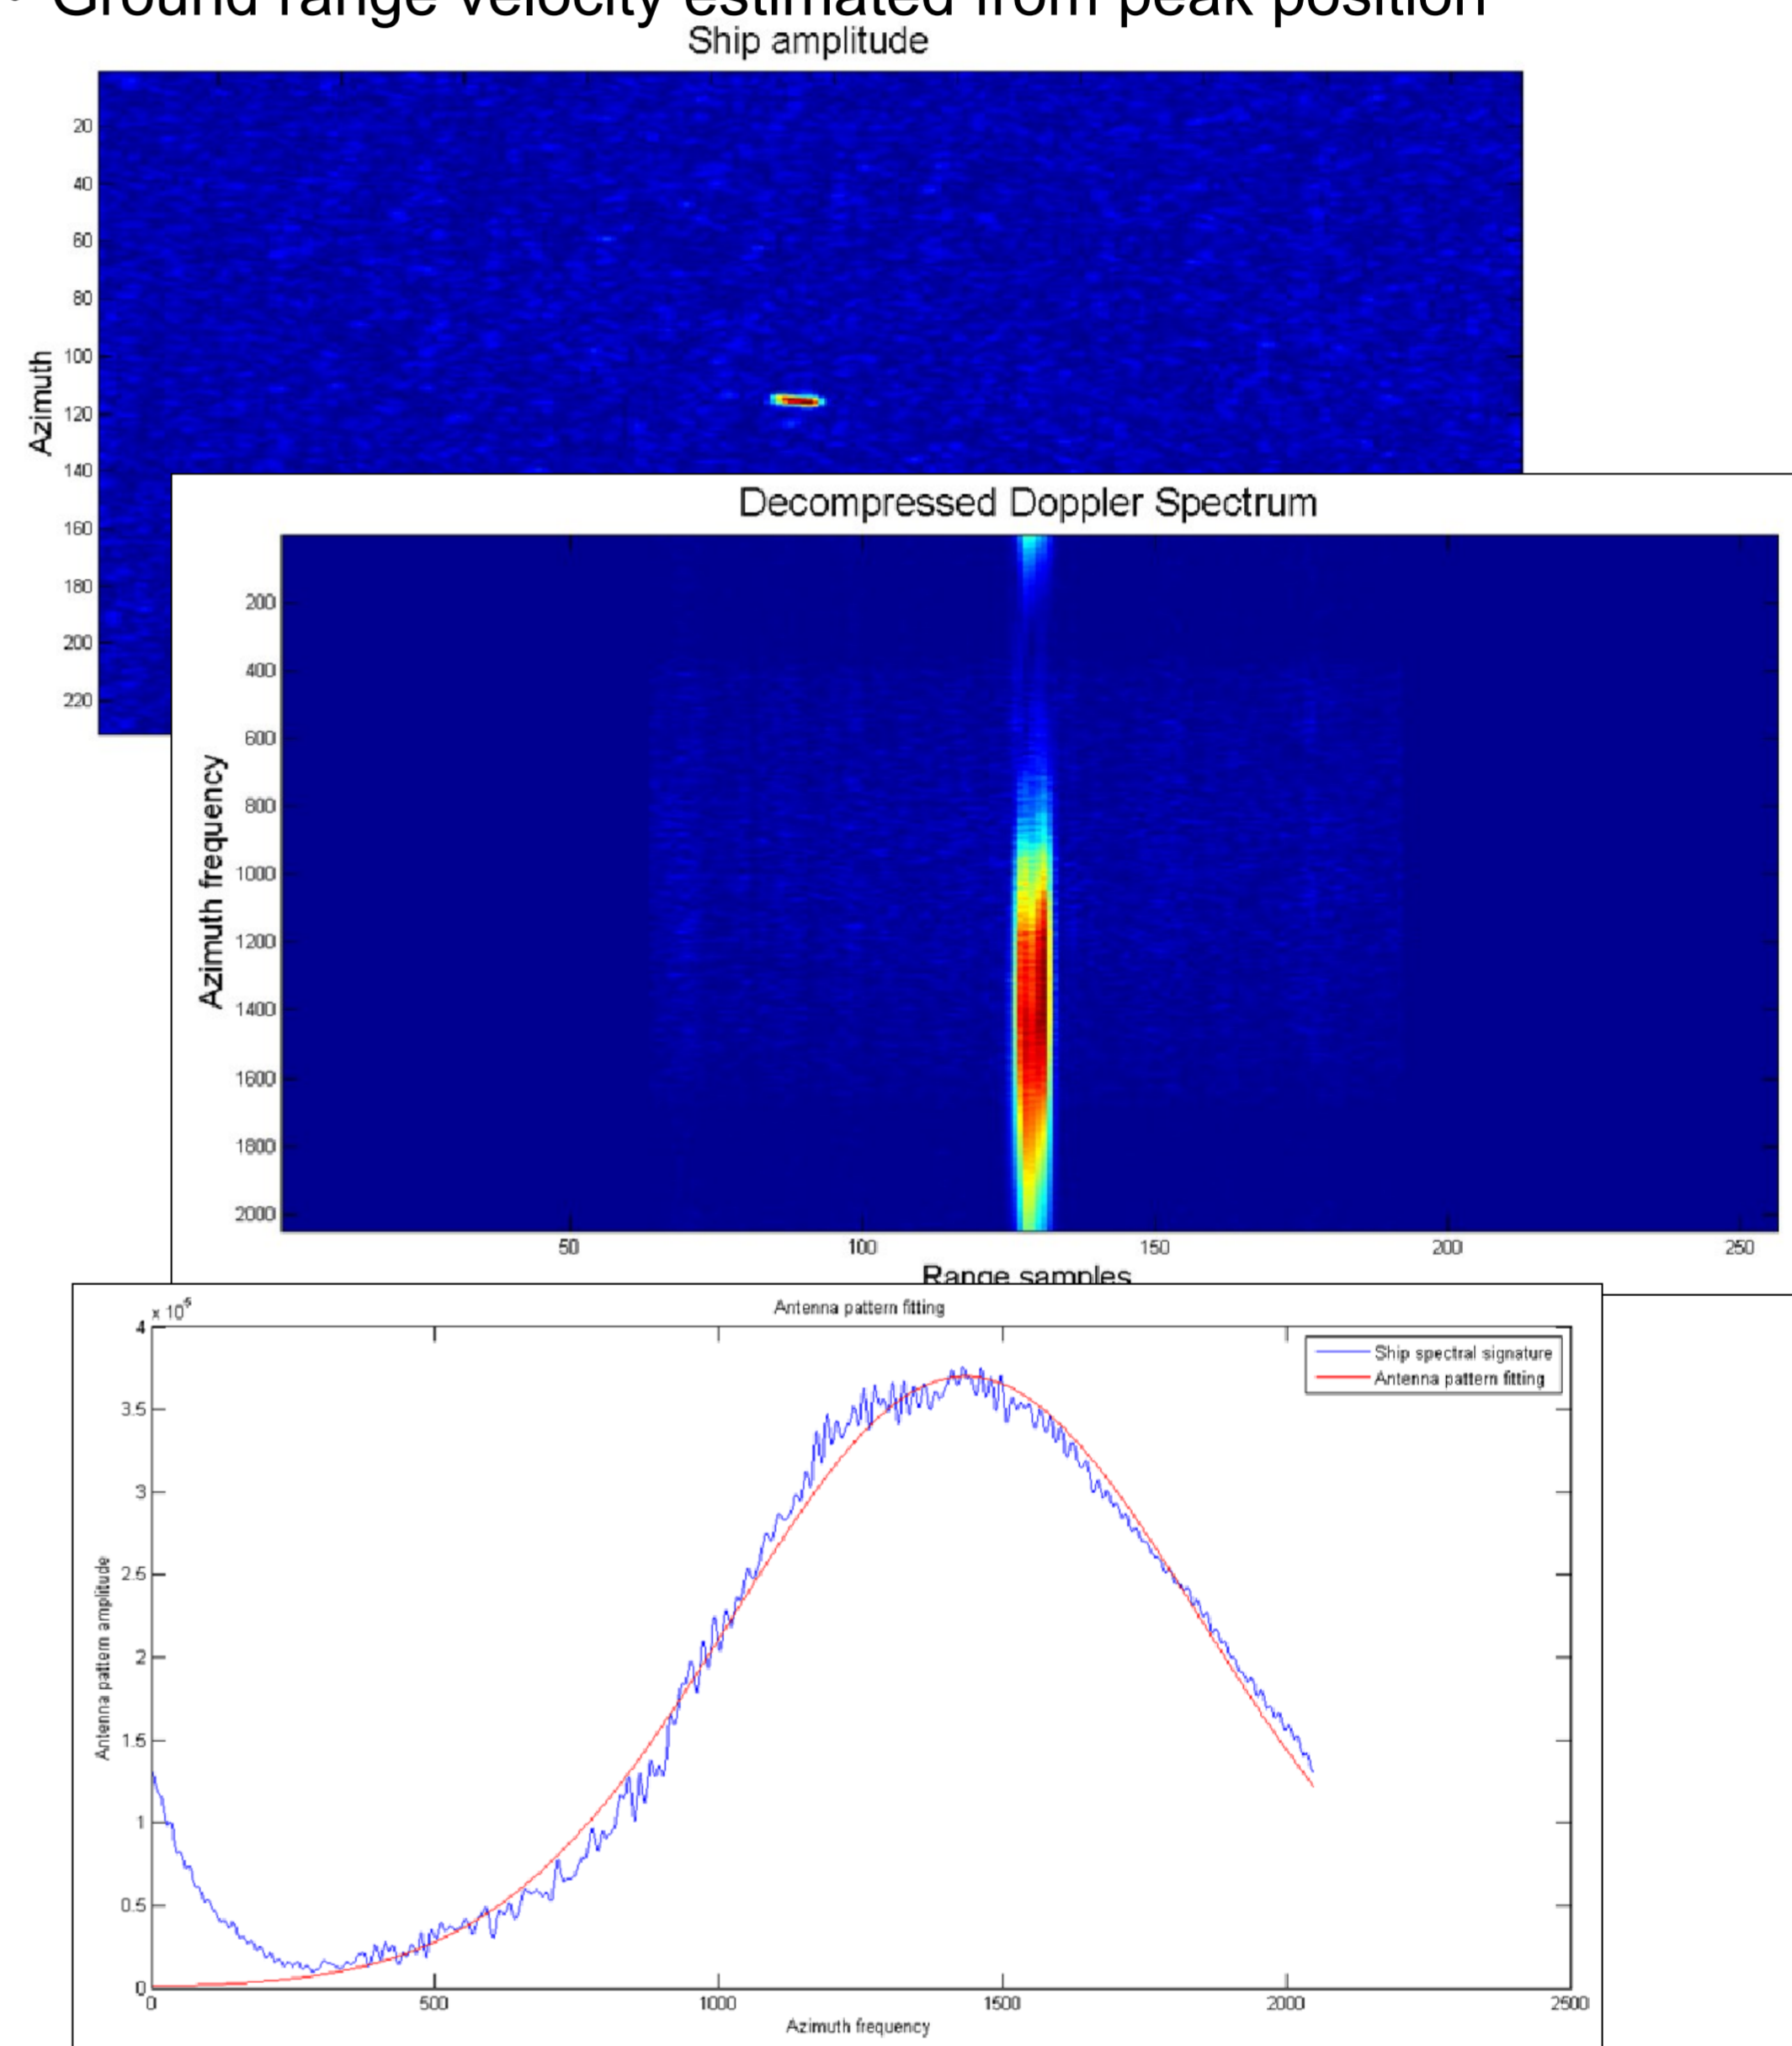 • Ground range velocity estimated from peak position
Ship amplitude
20
40
60
80
100
120
140
160
180
200
220
Azimuth
Decompressed Doppler Spectrum
200
400
600
800
1000
1200
1400
1600
1800
2000
Azimuth frequency
50 100 150 200 250
Range samples
Antenna pattern fitting
x 10^5
4
3.5
3
2.5
2
1.5
1
0.5
0
Antenna pattern amplitude
Ship spectral signature
Antenna pattern fitting
0 500 1000 1500 2000 2500
Azimuth frequency